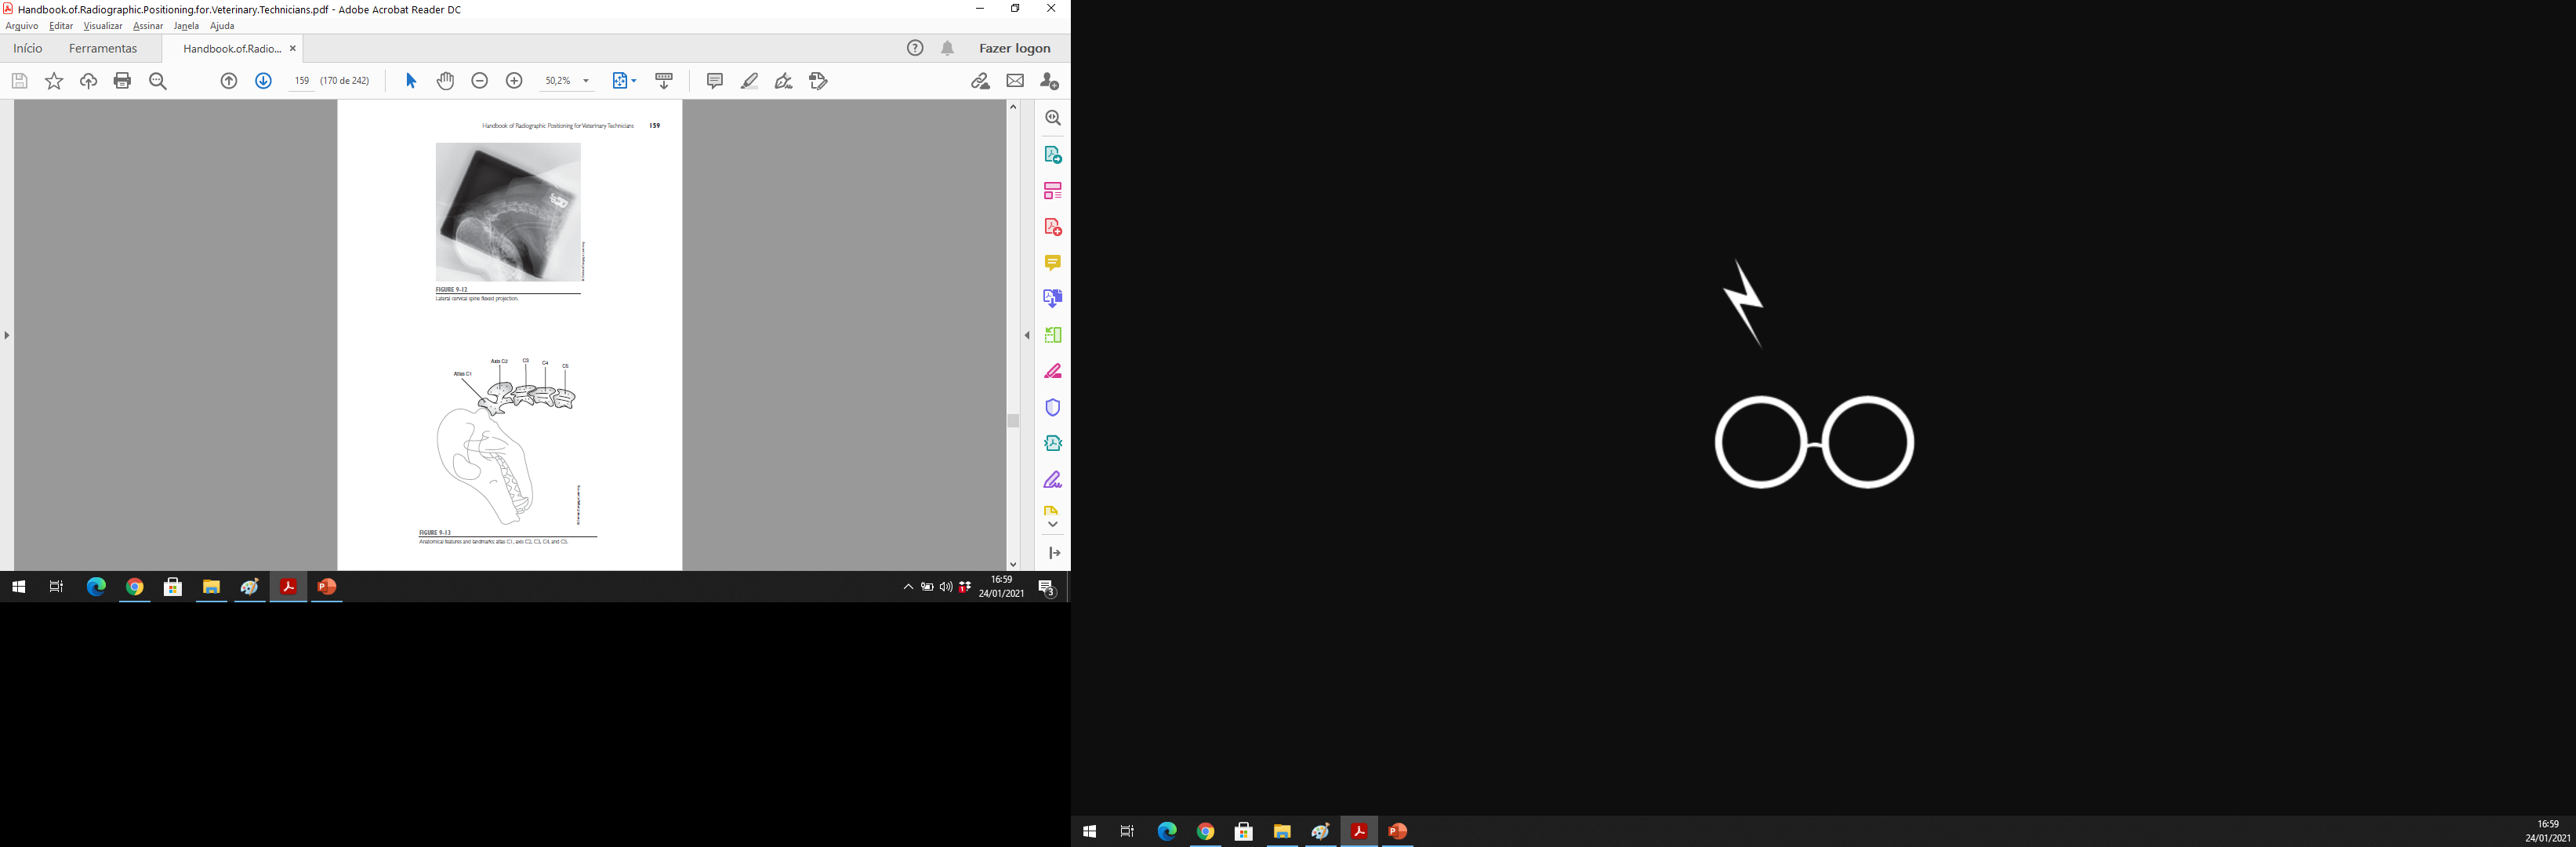 Handbook.of.Radiographic.Positioning.for.Veterinary.Technicians.pdf - Adobe Acrobat Reader DC
Arquivo Editar Visualizar Assinar Janela Ajuda
Início Ferramentas Handbook.of.Radio... × Fazer logon
159 (170 de 242) 50,2%
Handbook of Radiographic Positioning for Veterinary Technicians 159
FIGURE 9-12
Lateral cervical spine flexed projection.
Axis C2 C3 C4 C5
Atlas C1
FIGURE 9-13
Anatomical features and landmarks: atlas C1, axis C2, C3, C4, and C5.
16:59
24/01/2021
3
1
16:59
24/01/2021